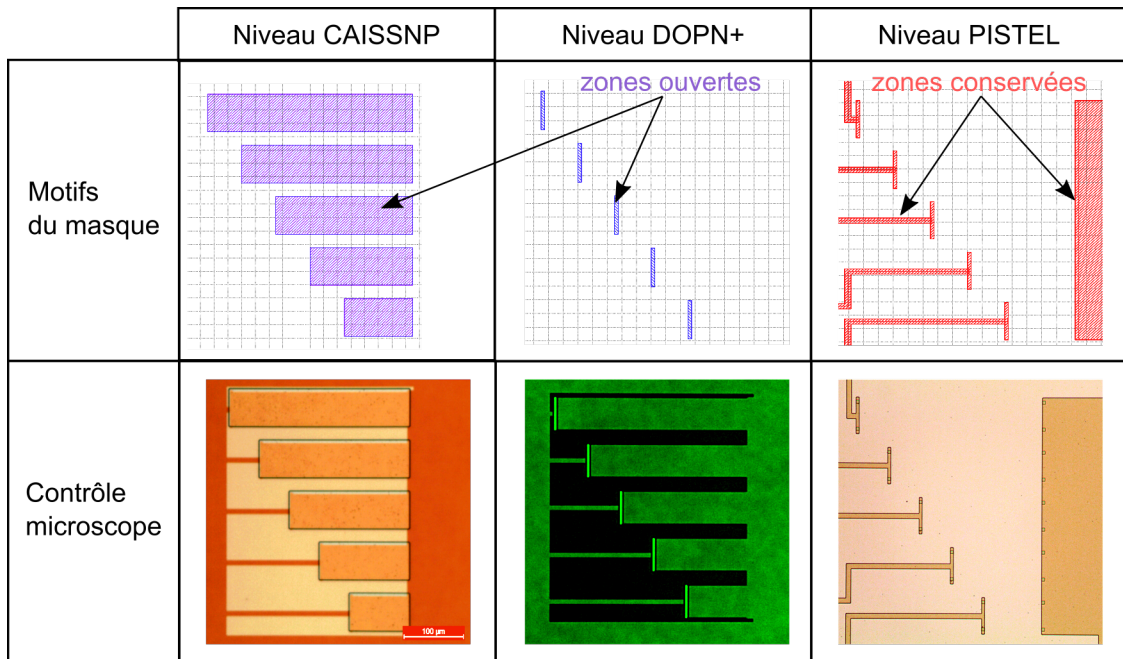 Niveau CAISSNP
Niveau DOPN+
Niveau PISTEL
Motifs
du masque
zones ouvertes
zones conservées
Contrôle
microscope
100 µm